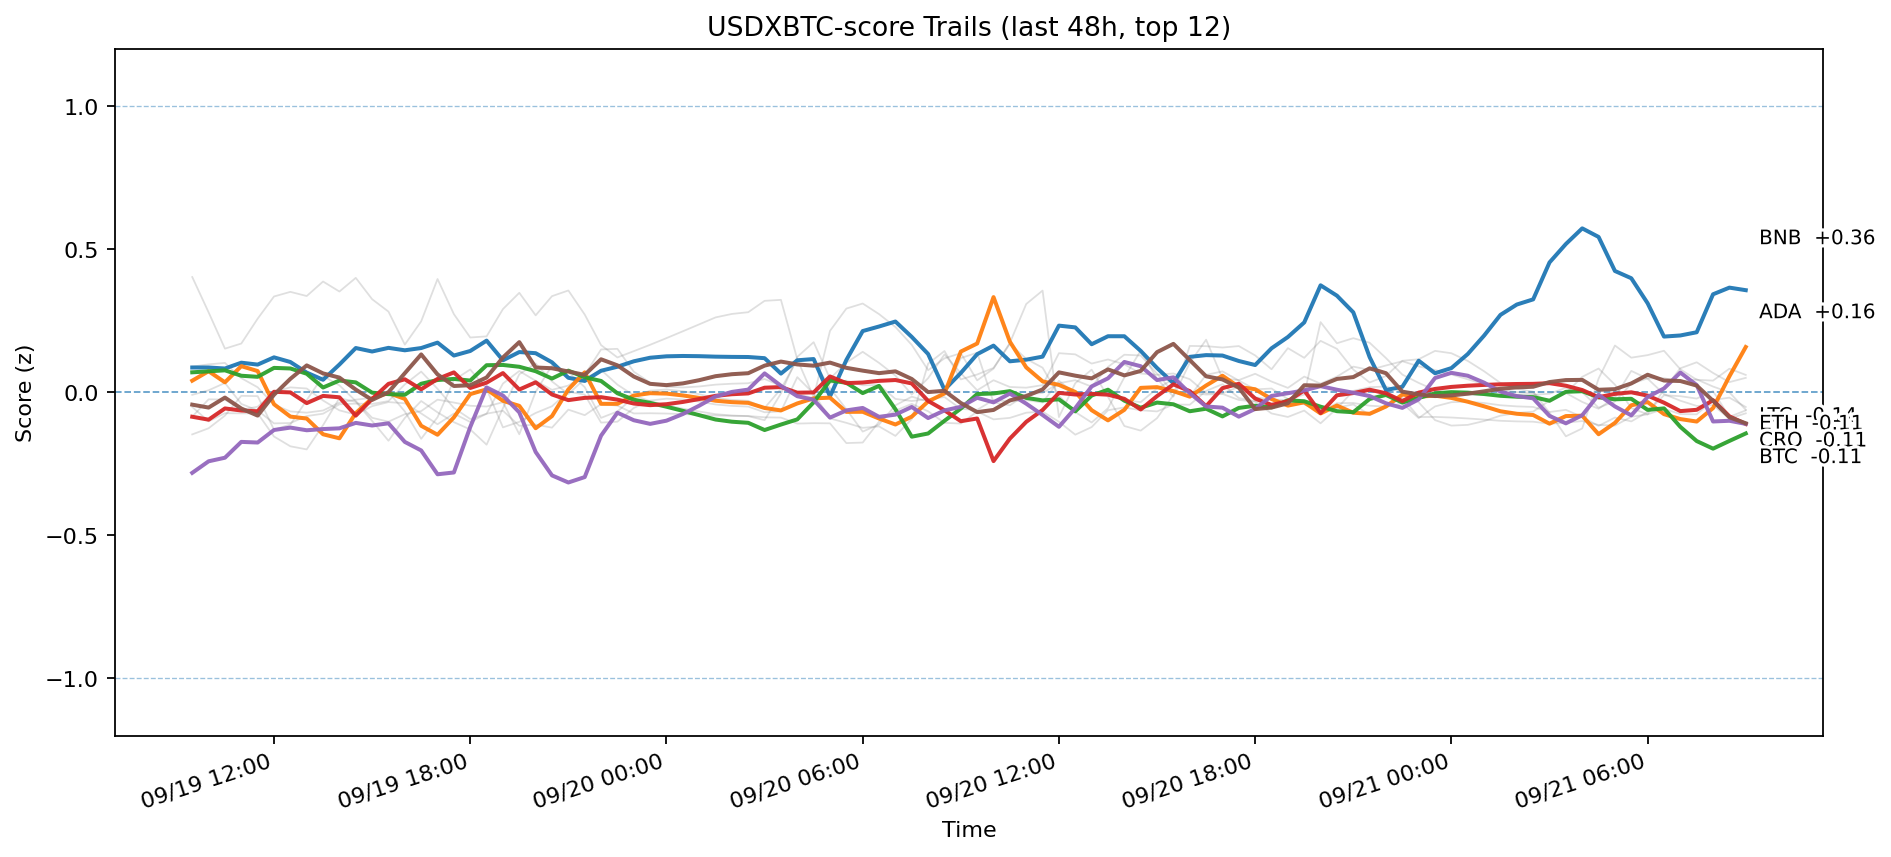 USDXBTC-score Trails (last 48h, top 12)
Score (z)
1.0
0.5
0.0
−0.5
−1.0
BNB +0.36
ADA +0.16
LTC -0.14
ETH -0.11
CRO -0.11
BTC -0.11
09/19 12:00
09/19 18:00
09/20 00:00
09/20 06:00
09/20 12:00
09/20 18:00
09/21 00:00
09/21 06:00
Time